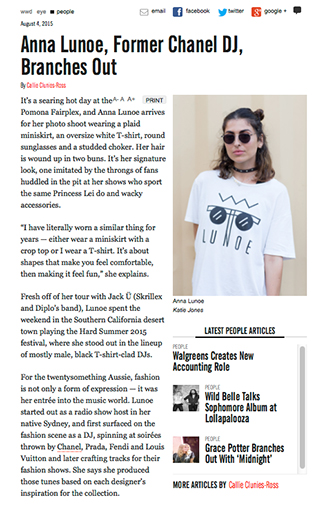 wwd eye people
email facebook twitter google +
August 4, 2015
Anna Lunoe, Former Chanel DJ,
Branches Out
By Callie Clunies-Ross
It's a searing hot day at the A- A A+ PRINT
Pomona Fairplex, and Anna Lunoe arrives
for her photo shoot wearing a plaid
miniskirt, an oversize white T-shirt, round
sunglasses and a studded choker. Her hair
is wound up in two buns. It's her signature
look, one imitated by the throngs of fans
huddled in the pit at her shows who sport
the same Princess Lei do and wacky
accessories.
"I have literally worn a similar thing for
years — either wear a miniskirt with a
crop top or I wear a T-shirt. It's about
shapes that make you feel comfortable,
then making it feel fun," she explains.
Fresh off of her tour with Jack Ü (Skrillex
and Diplo's band), Lunoe spent the
weekend in the Southern California desert
town playing the Hard Summer 2015
festival, where she stood out in the lineup
of mostly male, black T-shirt-clad DJs.
For the twentysomething Aussie, fashion
is not only a form of expression — it was
her entrée into the music world. Lunoe
started out as a radio show host in her
native Sydney, and first surfaced on the
fashion scene as a DJ, spinning at soirées
thrown by Chanel, Prada, Fendi and Louis
Vuitton and later crafting tracks for their
fashion shows. She says she produced
those tunes based on each designer's
inspiration for the collection.
LUNOE
Anna Lunoe
Katie Jones
LATEST PEOPLE ARTICLES
PEOPLE
Walgreens Creates New
Accounting Role
PEOPLE
Wild Belle Talks
Sophomore Album at
Lollapalooza
PEOPLE
Grace Potter Branches
Out With 'Midnight'
MORE ARTICLES BY Callie Clunies-Ross